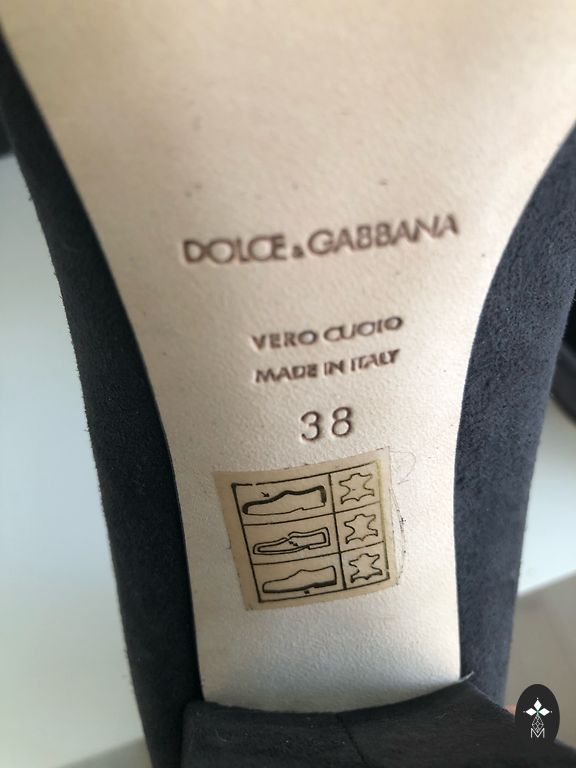 DOLCE & GABBANA
VERO CUOIO
MADE IN ITALY
38
M